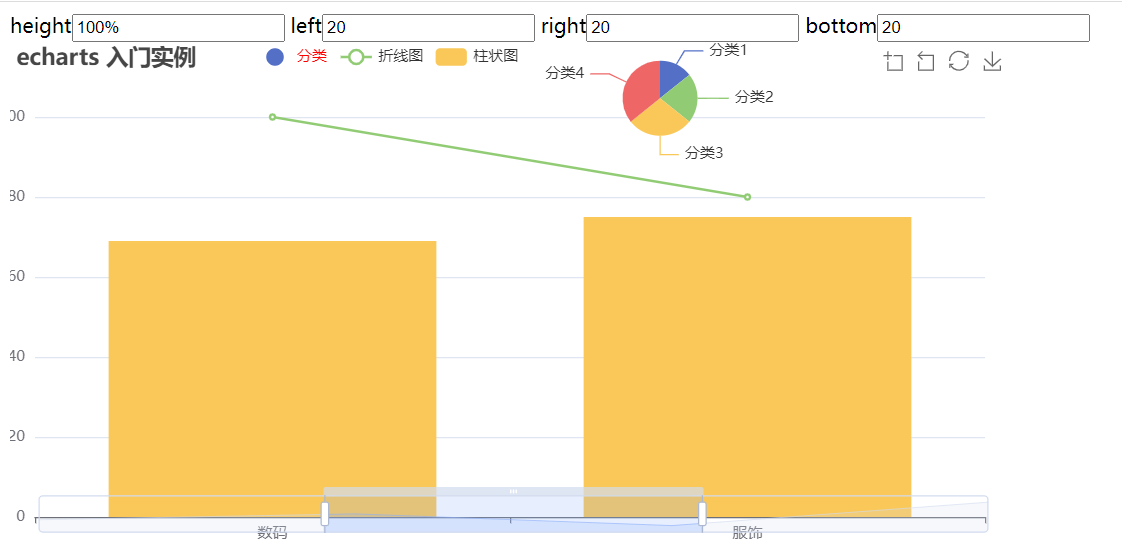 height 100% left 20 right 20 bottom 20
echarts 入门实例 分类 折线图 柱状图
分类1
分类4
分类2
分类3
00
80
60
40
20
0
数码 服饰